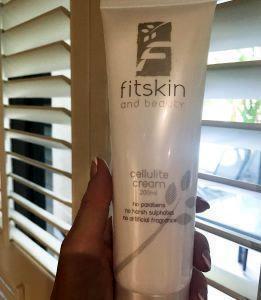 fitskin
and beauty
cellulite
cream
200ml
no parabens
no harsh sulphates
no artificial fragrance